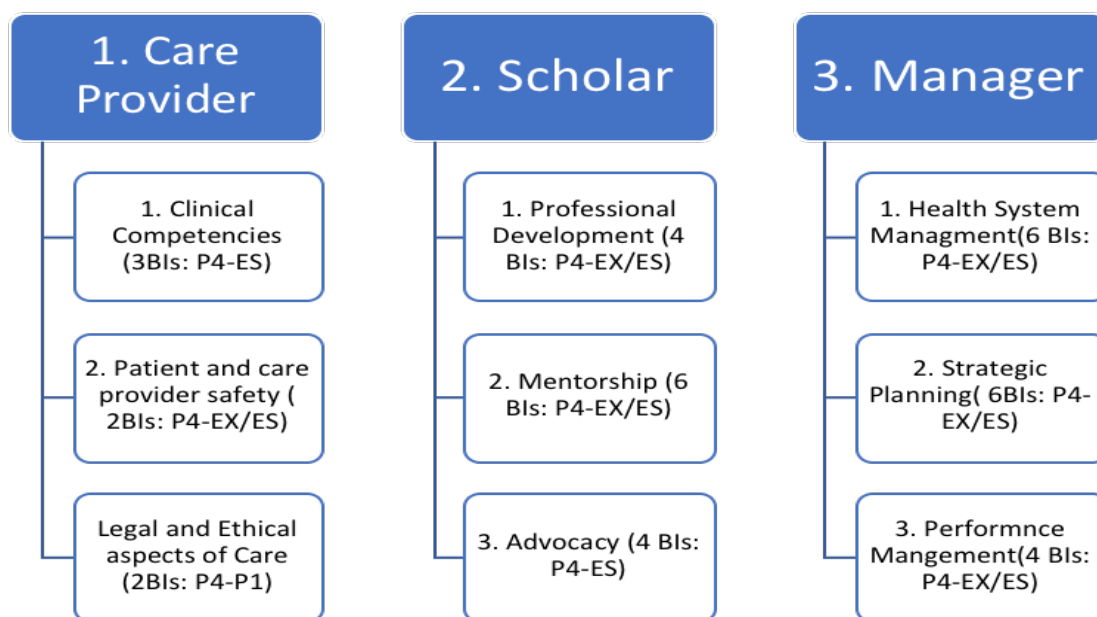 1. Care
Provider
1. Clinical
Competencies
(3BIs: P4-ES)
2. Patient and care
provider safety (
2BIs: P4-EX/ES)
Legal and Ethical
aspects of Care
(2BIs: P4-P1)
2. Scholar
1. Professional
Development (4
BIs: P4-EX/ES)
2. Mentorship (6
BIs: P4-EX/ES)
3. Advocacy (4 BIs:
P4-ES)
3. Manager
1. Health System
Managment(6 BIs:
P4-EX/ES)
2. Strategic
Planning( 6BIs: P4-
EX/ES)
3. Performnce
Mangement(4 BIs:
P4-EX/ES)